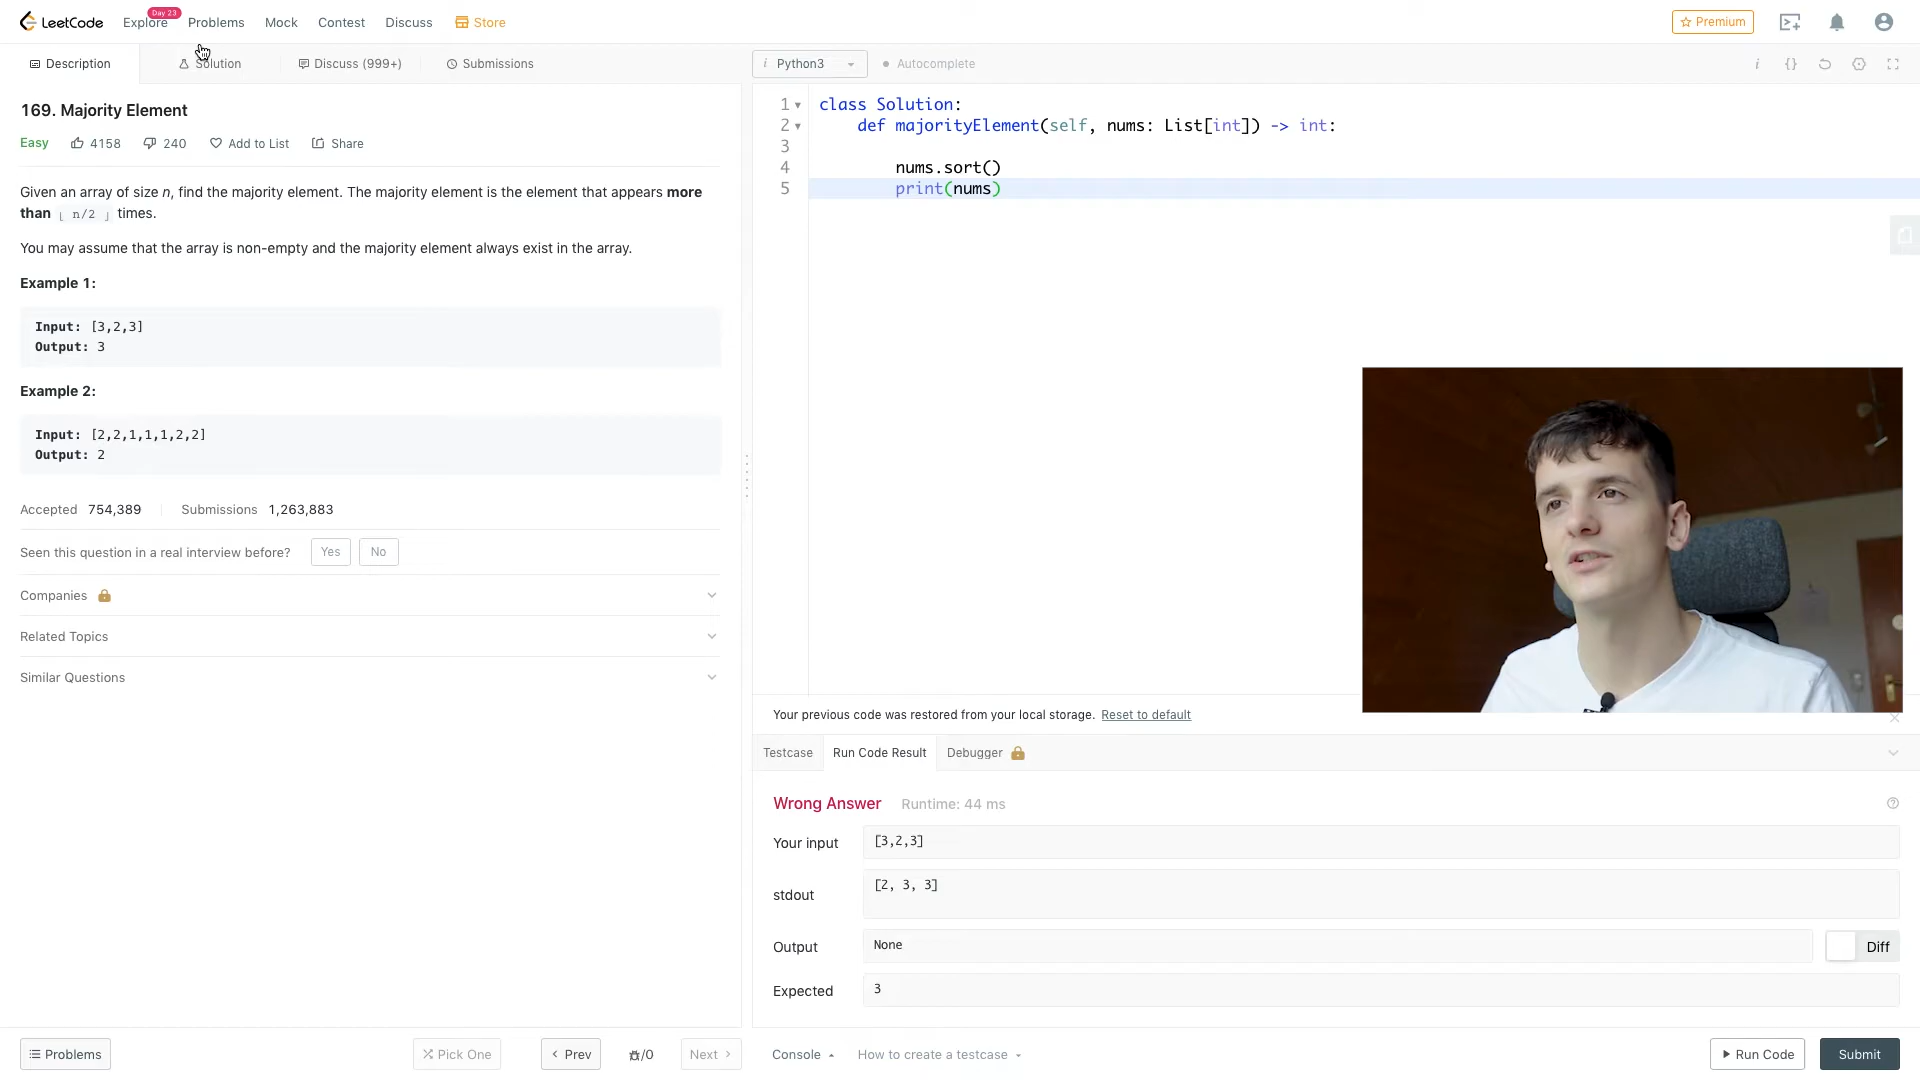 LeetCode
Explore
Day 23
Problems
Mock
Contest
Discuss
Store
Premium
Description
Solution
Discuss (999+)
Submissions
i Python3
Autocomplete
i
{}
169. Majority Element
Easy
4158
240
Add to List
Share
Given an array of size n, find the majority element. The majority element is the element that appears more
than ⌊ n/2 ⌋ times.
You may assume that the array is non-empty and the majority element always exist in the array.
Example 1:
Input: [3,2,3]
Output: 3
Example 2:
Input: [2,2,1,1,1,2,2]
Output: 2
Accepted 754,389
Submissions 1,263,883
Seen this question in a real interview before?
Yes
No
Companies
Related Topics
Similar Questions
1 class Solution:
2 def majorityElement(self, nums: List[int]) -> int:
3
4 nums.sort()
5 print(nums)
Your previous code was restored from your local storage. Reset to default
Testcase
Run Code Result
Debugger
Wrong Answer
Runtime: 44 ms
Your input
[3,2,3]
stdout
[2, 3, 3]
Output
None
Diff
Expected
3
Problems
Pick One
Prev
/0
Next
Console
How to create a testcase
Run Code
Submit